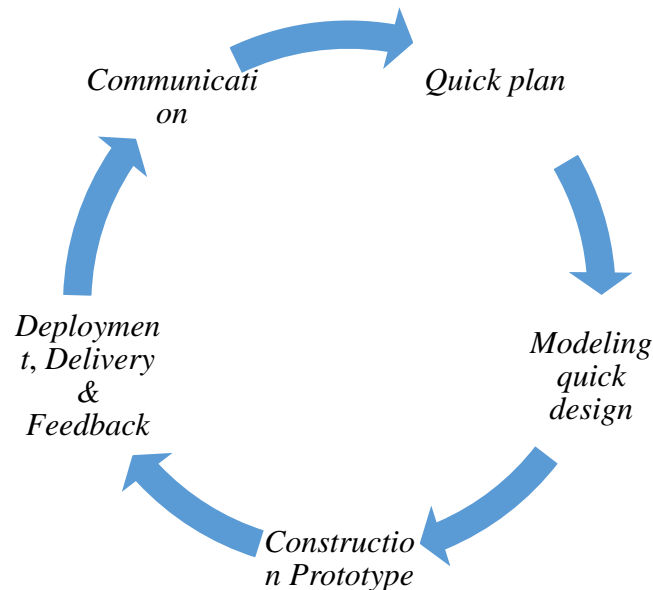 Communicati
on
Quick plan
Modeling
quick
design
Constructio
n Prototype
Deploymen
t, Delivery
&
Feedback